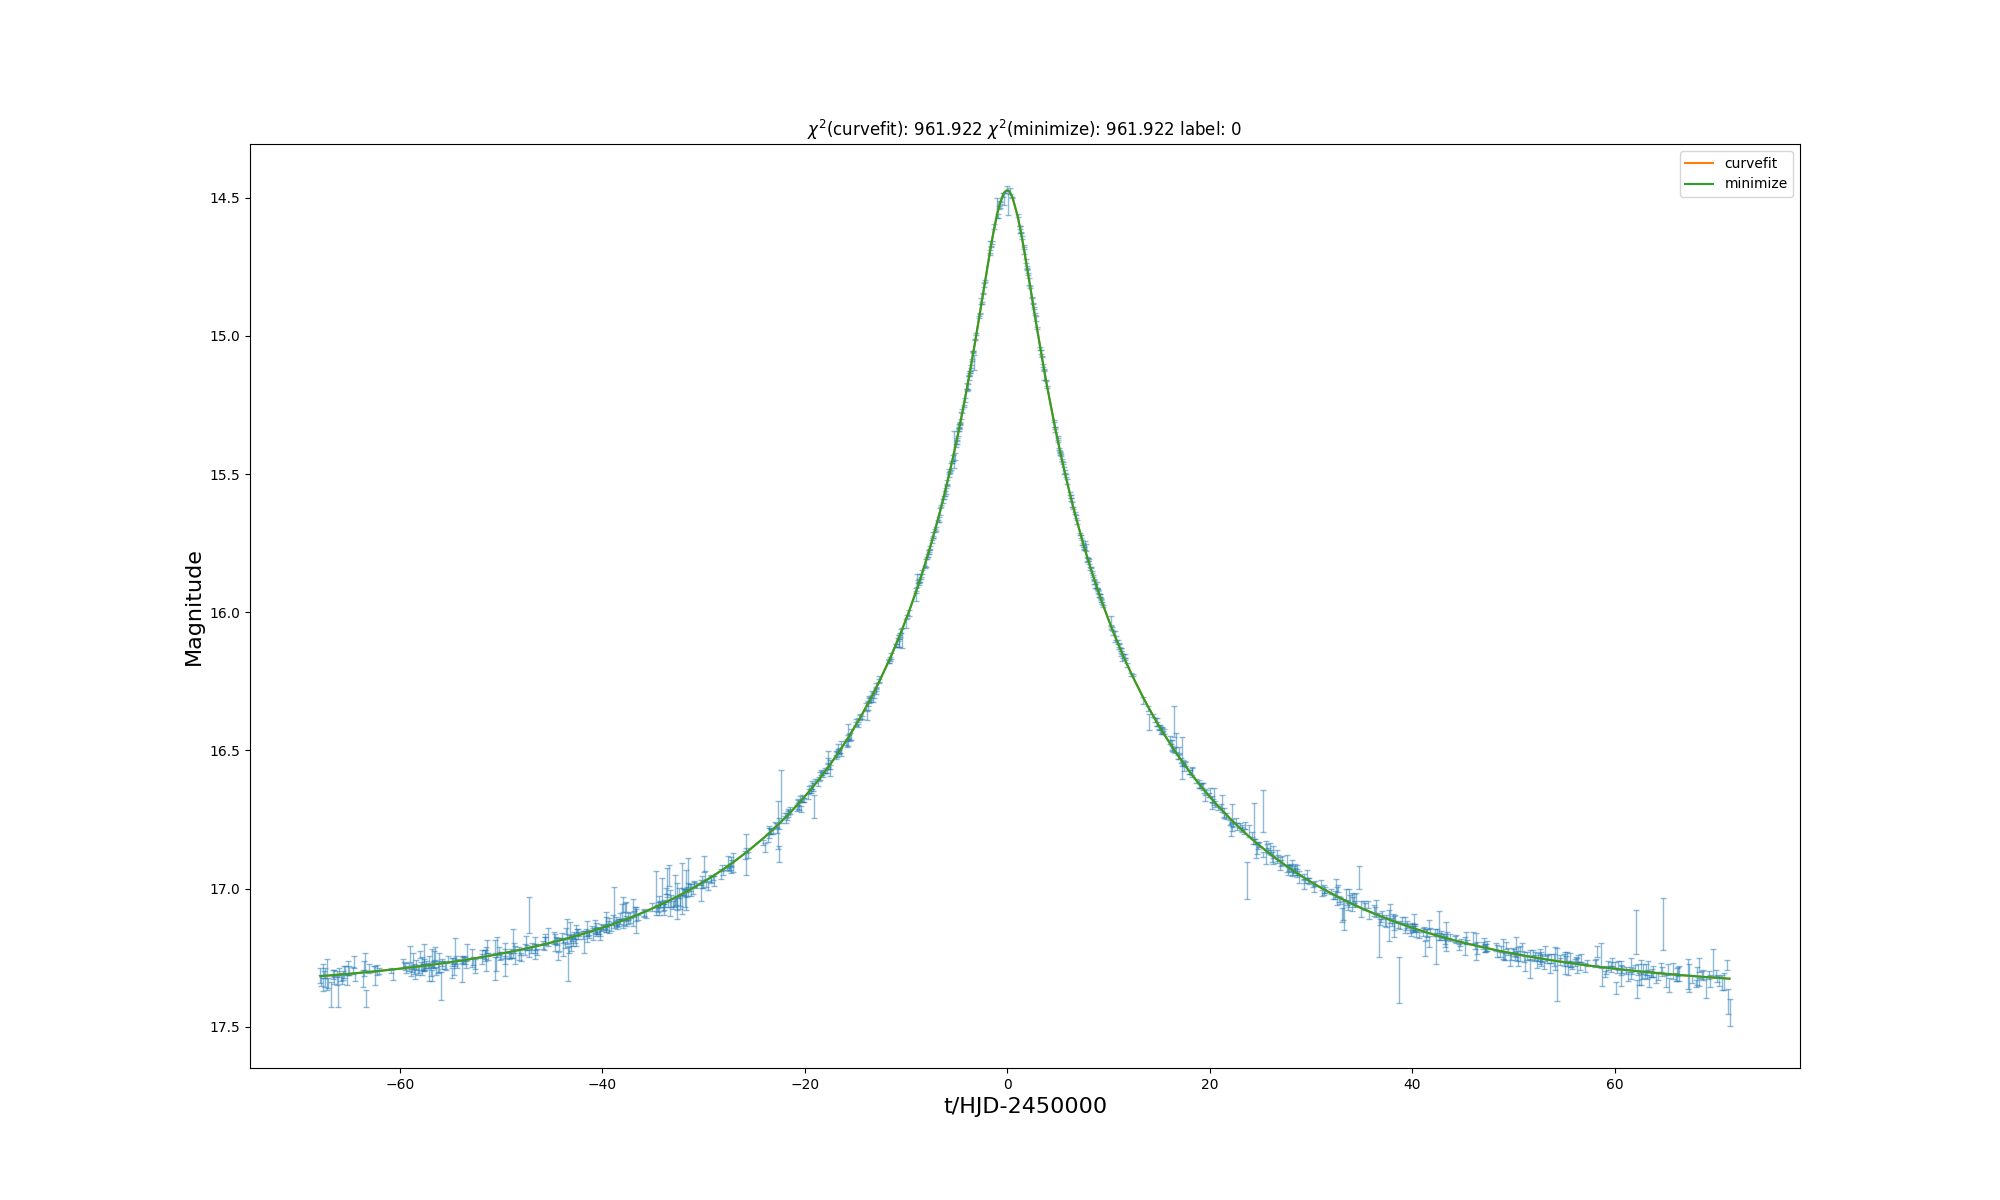 χ²(curvefit): 961.922 χ²(minimize): 961.922 label: 0
curvefit
minimize
14.5
15.0
15.5
16.0
16.5
17.0
17.5
Magnitude
−60
−40
−20
0
20
40
60
t/HJD-2450000